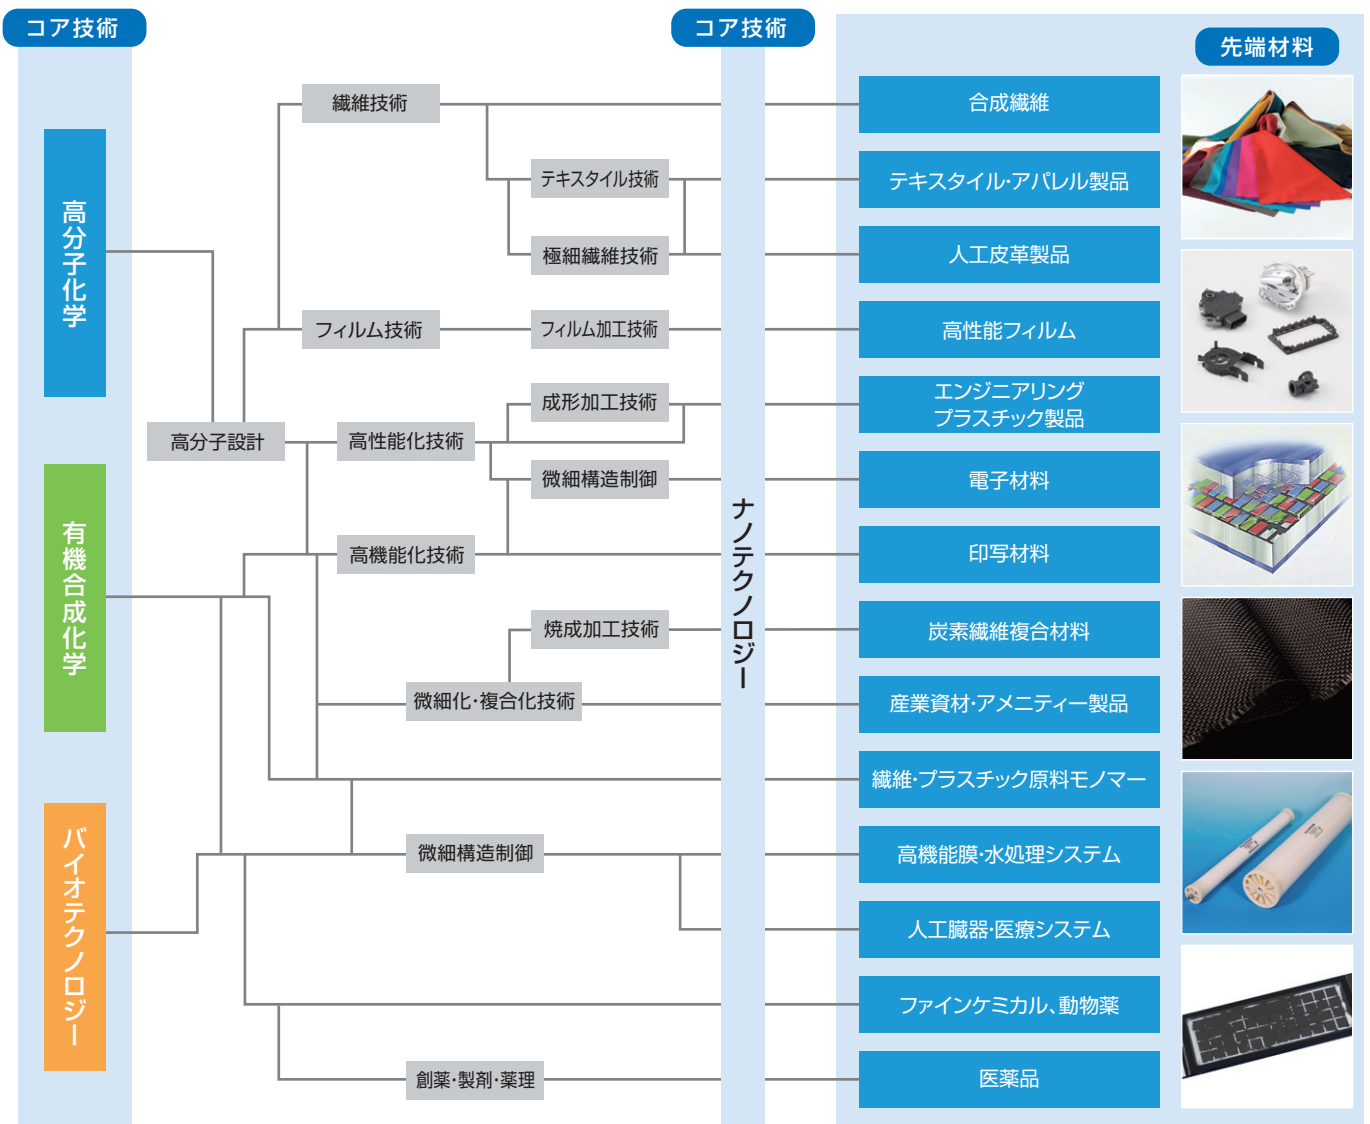 コア技術
コア技術
先端材料
高分子化学
有機合成化学
バイオテクノロジー
高分子設計
繊維技術
テキスタイル技術
極細繊維技術
フィルム技術
フィルム加工技術
成形加工技術
高性能化技術
微細構造制御
高機能化技術
焼成加工技術
微細化・複合化技術
微細構造制御
創薬・製剤・薬理
ナノテクノロジー
合成繊維
テキスタイル・アパレル製品
人工皮革製品
高性能フィルム
エンジニアリング
プラスチック製品
電子材料
印写材料
炭素繊維複合材料
産業資材・アメニティー製品
繊維・プラスチック原料モノマー
高機能膜・水処理システム
人工臓器・医療システム
ファインケミカル、動物薬
医薬品